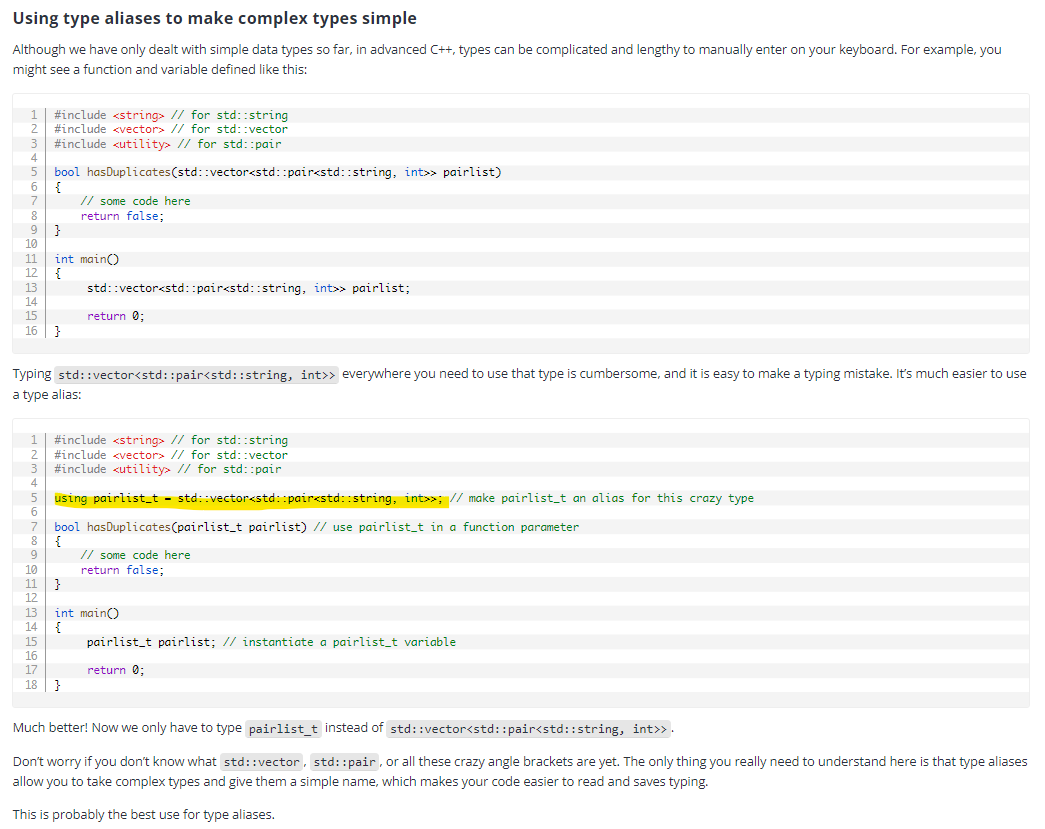 Using type aliases to make complex types simple
Although we have only dealt with simple data types so far, in advanced C++, types can be complicated and lengthy to manually enter on your keyboard. For example, you
might see a function and variable defined like this:
1 #include <string> // for std::string
2 #include <vector> // for std::vector
3 #include <utility> // for std::pair
4
5 bool hasDuplicates(std::vector<std::pair<std::string, int>> pairlist)
6 {
7     // some code here
8     return false;
9 }
10
11 int main()
12 {
13      std::vector<std::pair<std::string, int>> pairlist;
14
15      return 0;
16 }
Typing std::vector<std::pair<std::string, int>> everywhere you need to use that type is cumbersome, and it is easy to make a typing mistake. It’s much easier to use
a type alias:
1 #include <string> // for std::string
2 #include <vector> // for std::vector
3 #include <utility> // for std::pair
4
5 using pairlist_t = std::vector<std::pair<std::string, int>>; // make pairlist_t an alias for this crazy type
6
7 bool hasDuplicates(pairlist_t pairlist) // use pairlist_t in a function parameter
8 {
9     // some code here
10     return false;
11 }
12
13 int main()
14 {
15      pairlist_t pairlist; // instantiate a pairlist_t variable
16
17      return 0;
18 }
Much better! Now we only have to type pairlist_t instead of std::vector<std::pair<std::string, int>>.
Don’t worry if you don’t know what std::vector, std::pair, or all these crazy angle brackets are yet. The only thing you really need to understand here is that type aliases
allow you to take complex types and give them a simple name, which makes your code easier to read and saves typing.
This is probably the best use for type aliases.